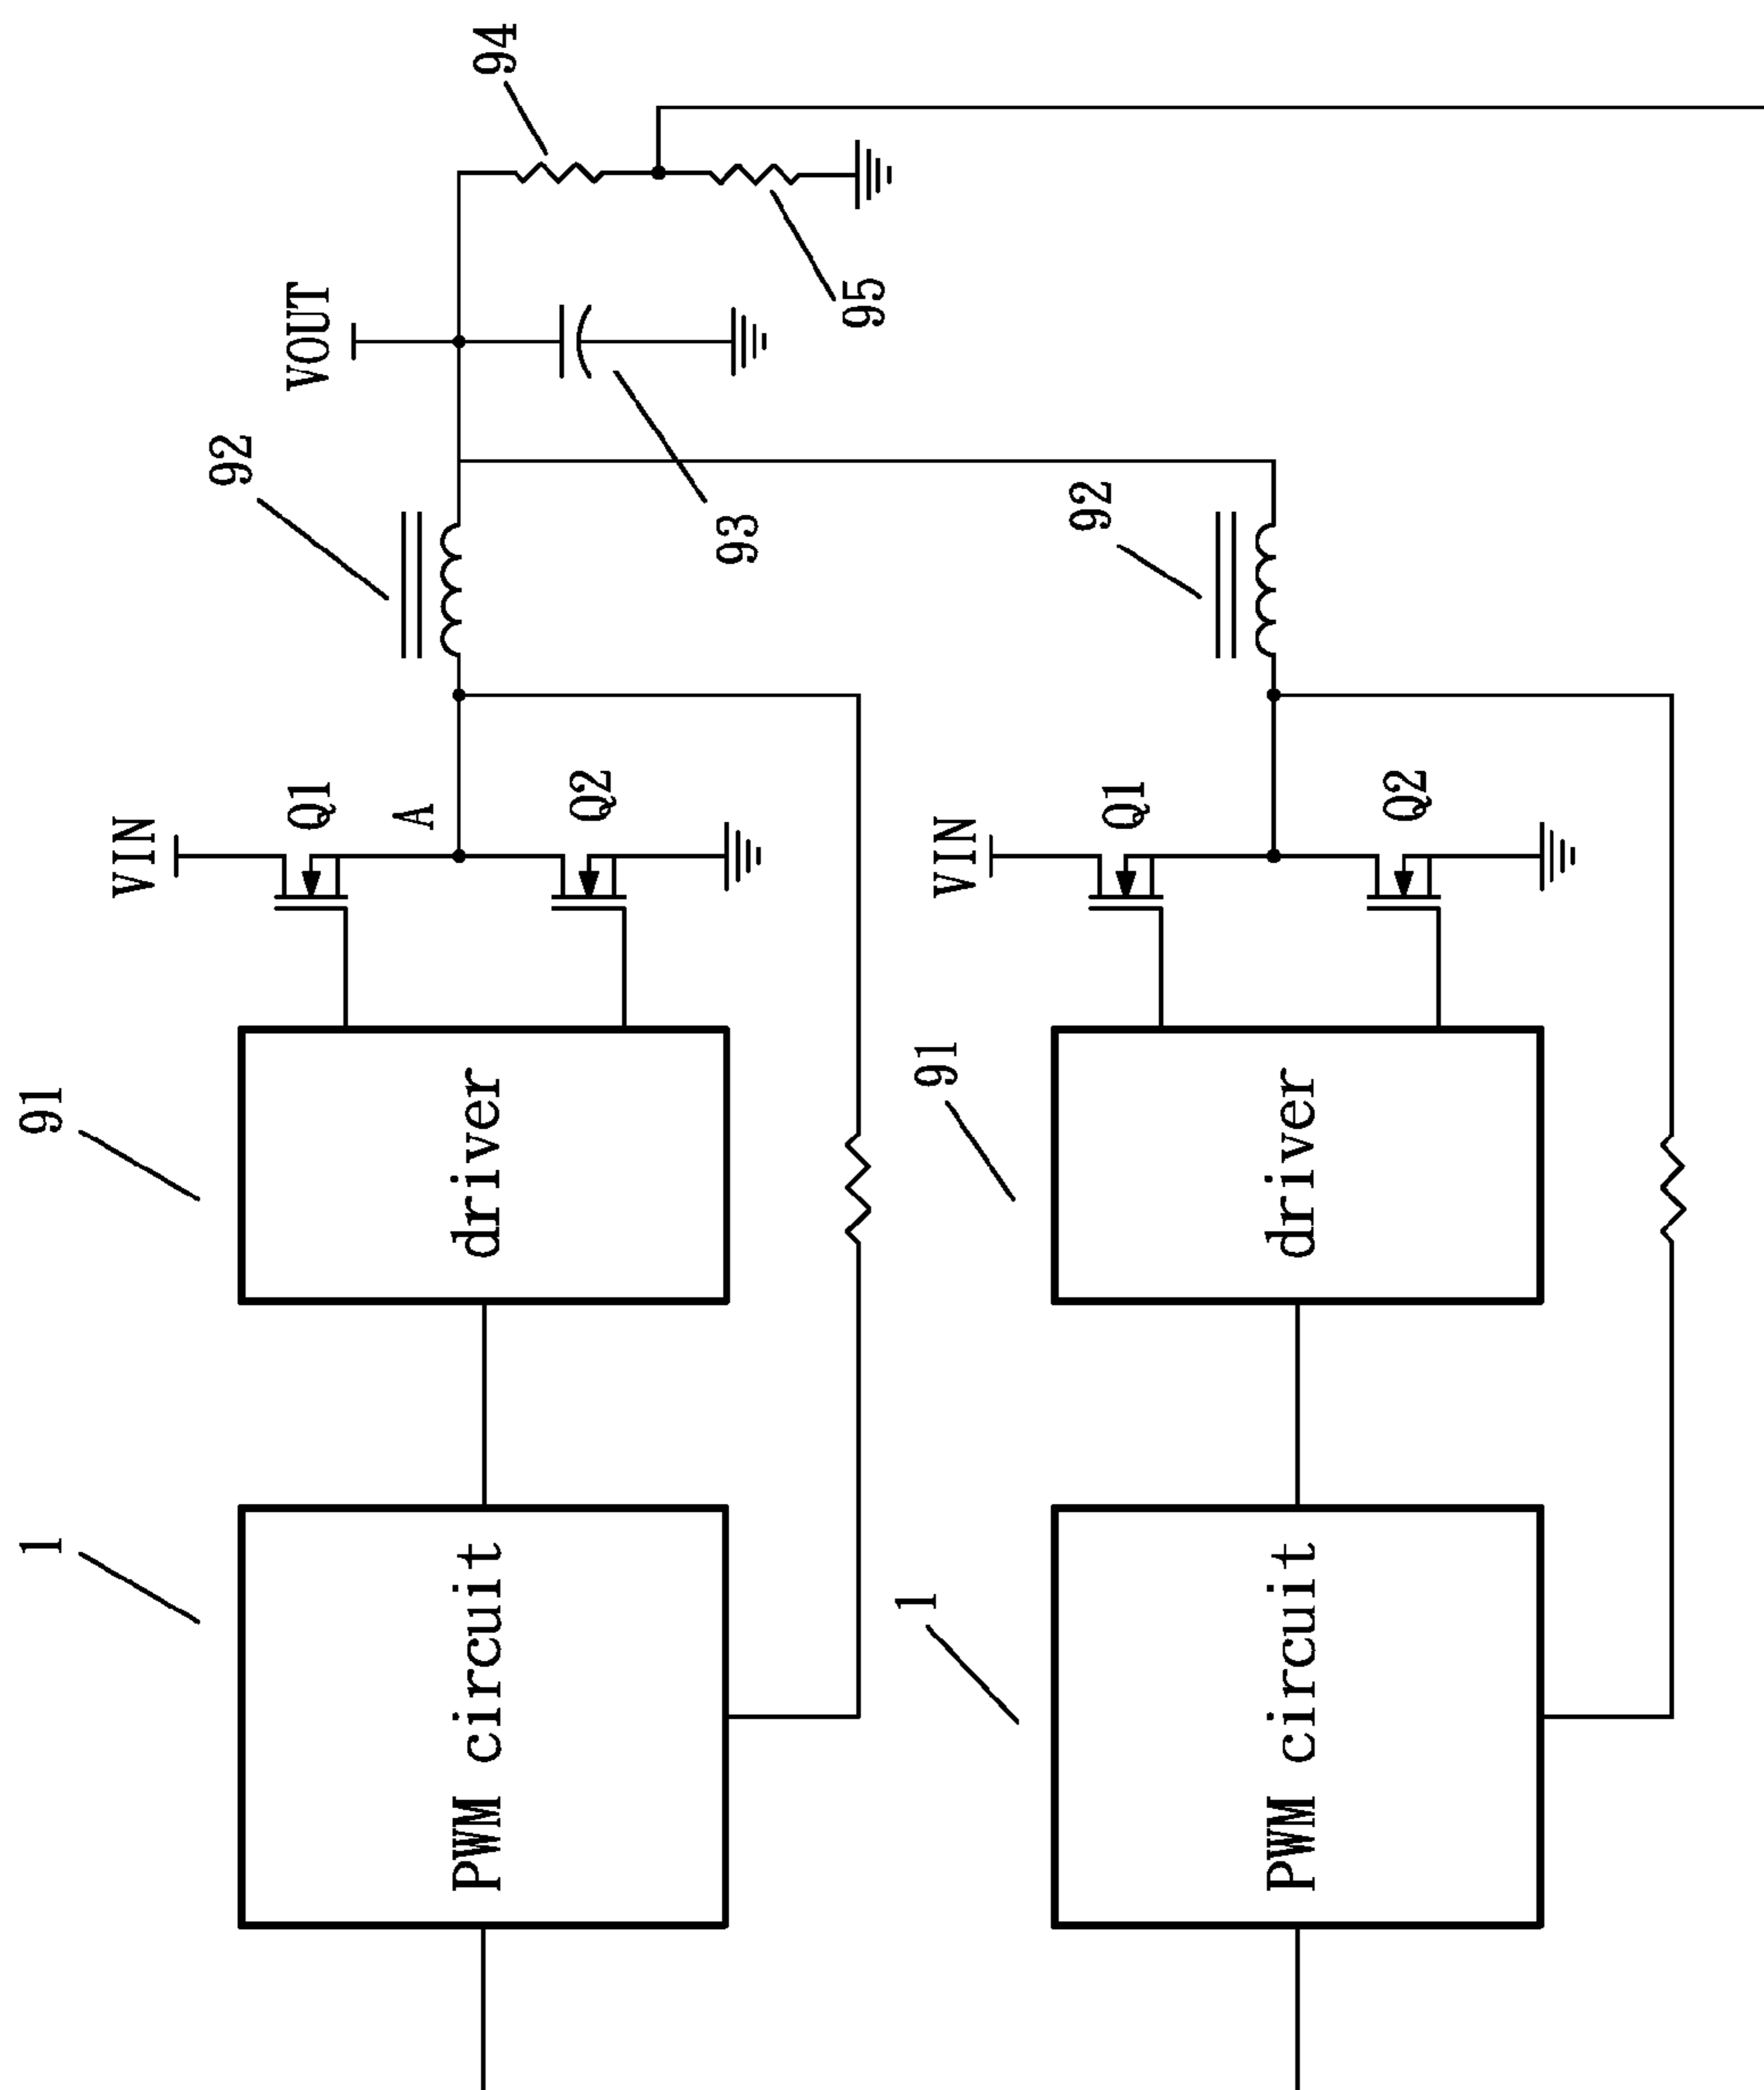 94
VOUT
95
92
93
92
VIN
Q1
A
Q2
VIN
Q1
Q2
91
driver
91
driver
1
PWM circuit
1
PWM circuit